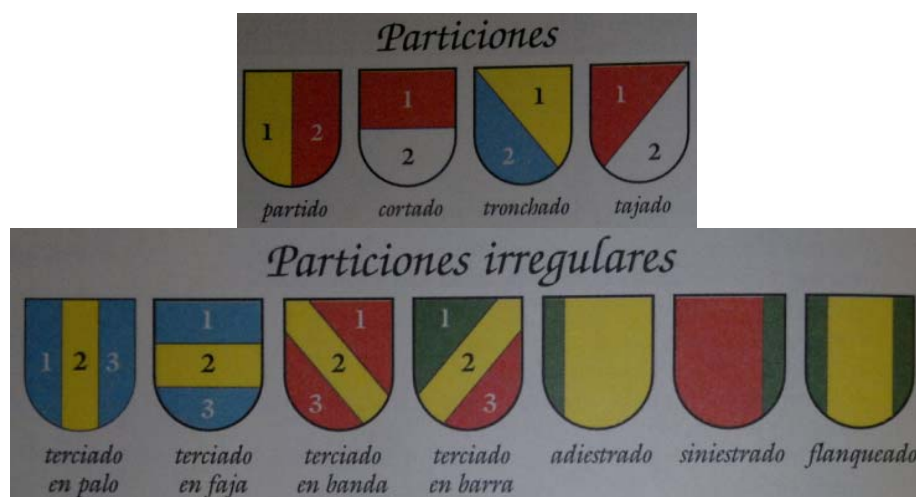 Particiones
1 2 1 2 1 2 1 2
partido cortado tronchado tajado
Particiones irregulares
1 2 3 1 2 3 1 2 3 1 2 3
terciado en palo
terciado en faja
terciado en banda
terciado en barra
adiestrado siniestrado flanqueado